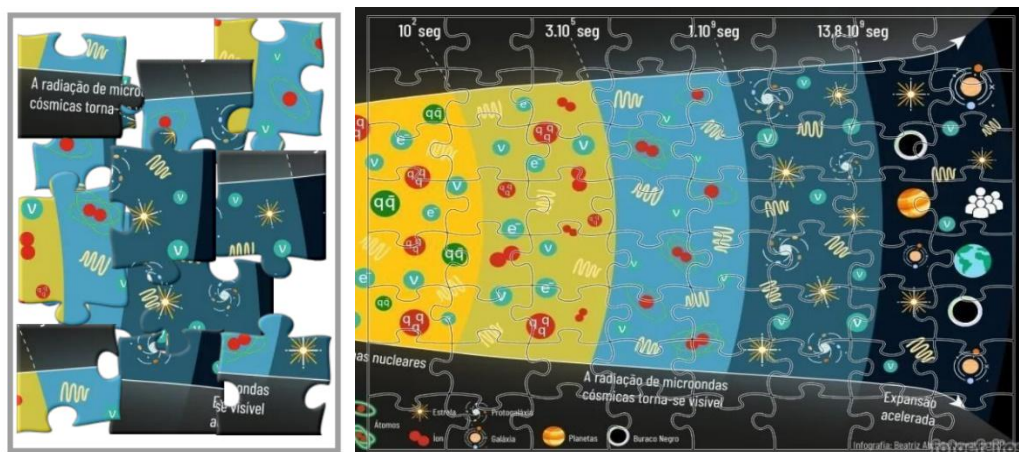 A radiação de micro
cósmicas torna-
ondas
se visível
10² seg
3.10⁵ seg
1.10⁹ seg
13,8.10⁹ seg
qq̄
e⁻
v
as nucleares
A radiação de microondas
cósmicas torna-se visível
Expansão
acelerada
Átomos
Estrela
Protogaláxia
Íon
Galáxia
Planetas
Buraco Negro
Infografia: Beatriz